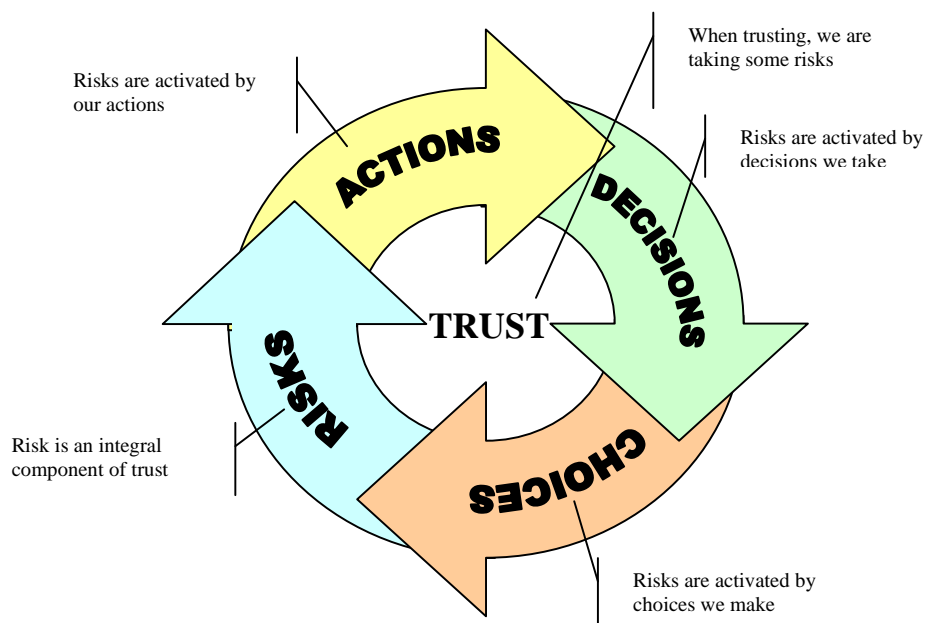 When trusting, we are
taking some risks
Risks are activated by
our actions
ACTIONS
Risks are activated by
decisions we take
DECISIONS
TRUST
RISKS
Risk is an integral
component of trust
CHOICES
Risks are activated by
choices we make